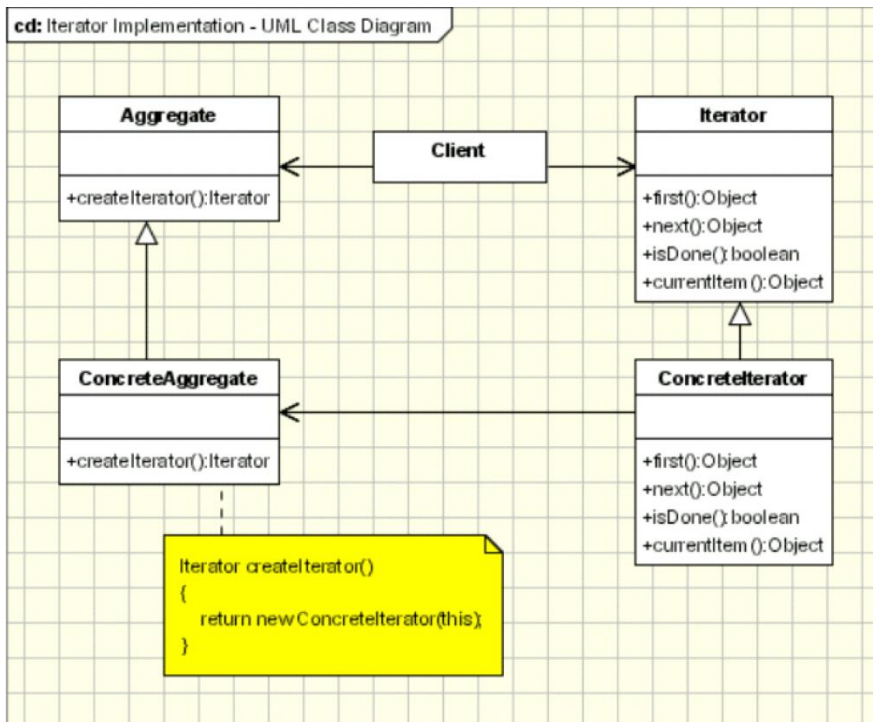 cd: Iterator Implementation - UML Class Diagram
Aggregate
+createIterator():Iterator
Client
Iterator
+first():Object
+next():Object
+isDone():boolean
+currentItem():Object
ConcreteAggregate
+createIterator():Iterator
ConcreteIterator
+first():Object
+next():Object
+isDone():boolean
+currentItem():Object
Iterator createIterator()
{
return new ConcreteIterator(this);
}